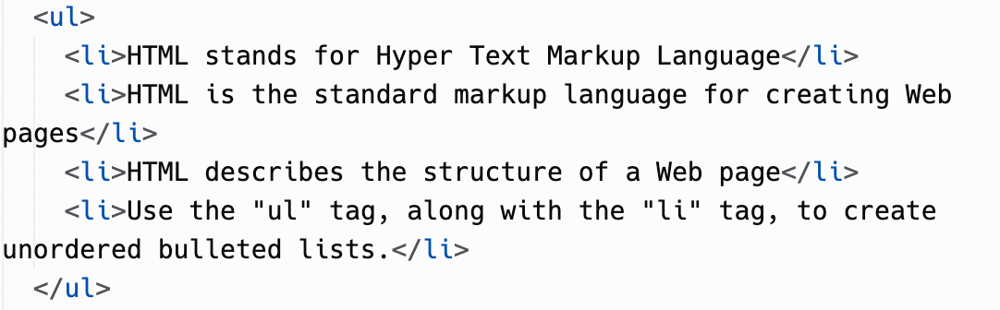 <ul>
<li>HTML stands for Hyper Text Markup Language</li>
<li>HTML is the standard markup language for creating Web
pages</li>
<li>HTML describes the structure of a Web page</li>
<li>Use the "ul" tag, along with the "li" tag, to create
unordered bulleted lists.</li>
</ul>